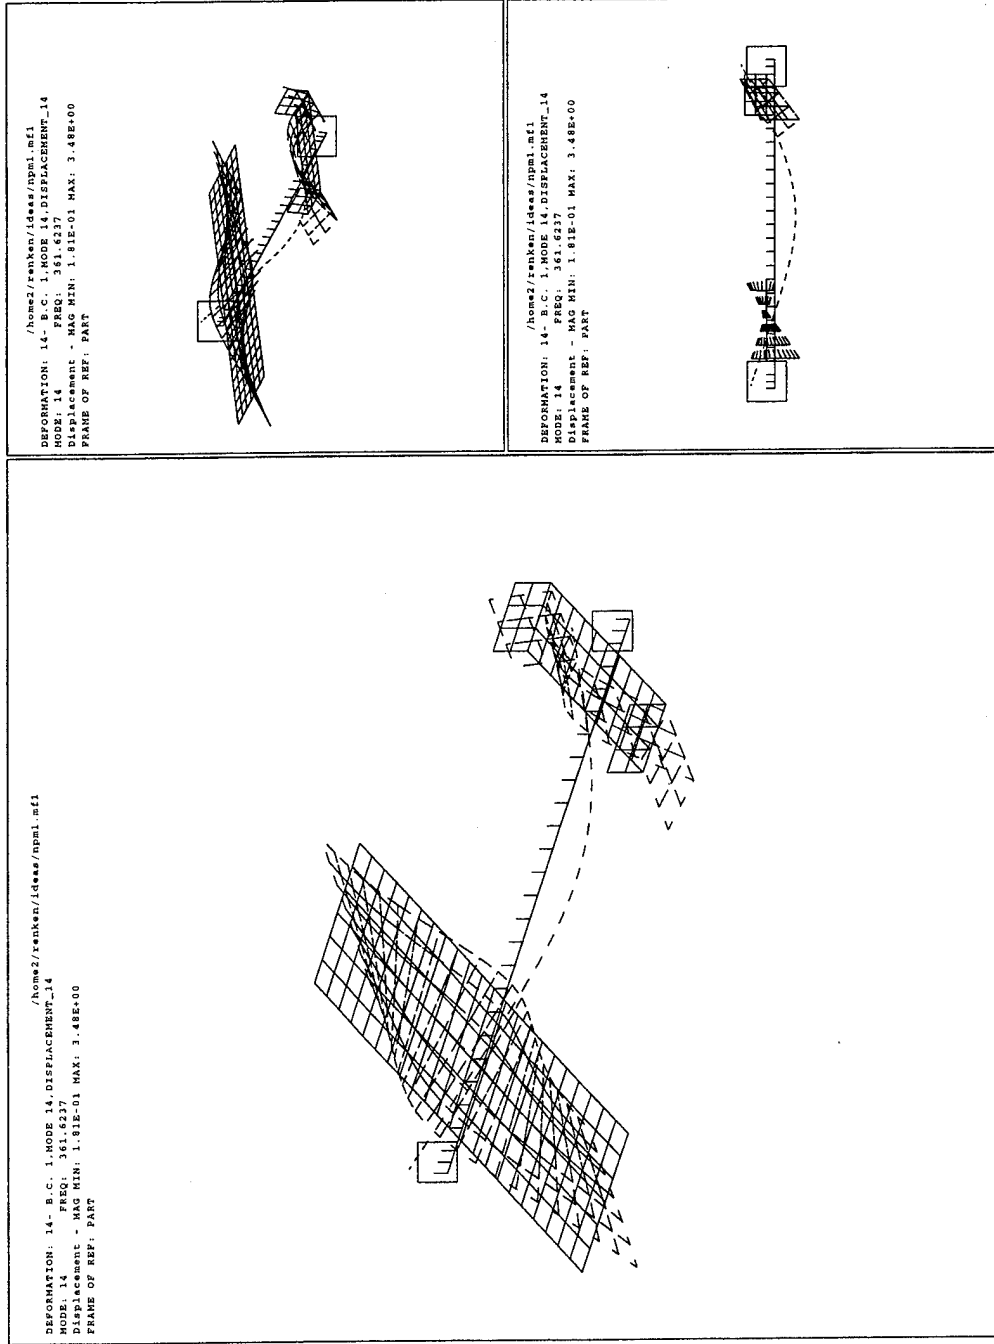 /home2/renken/ideas/npm1.mf1
DEFORMATION: 14- B.C. 1,MODE 14,DISPLACEMENT_14
MODE: 14 FREQ: 361.6237
Displacement - MAG MIN: 1.81E-01 MAX: 3.48E+00
FRAME OF REF: PART
/home2/renken/ideas/npm1.mf1
DEFORMATION: 14- B.C. 1,MODE 14,DISPLACEMENT_14
MODE: 14 FREQ: 361.6237
Displacement - MAG MIN: 1.81E-01 MAX: 3.48E+00
FRAME OF REF: PART
/home2/renken/ideas/npm1.mf1
DEFORMATION: 14- B.C. 1,MODE 14,DISPLACEMENT_14
MODE: 14 FREQ: 361.6237
Displacement - MAG MIN: 1.81E-01 MAX: 3.48E+00
FRAME OF REF: PART